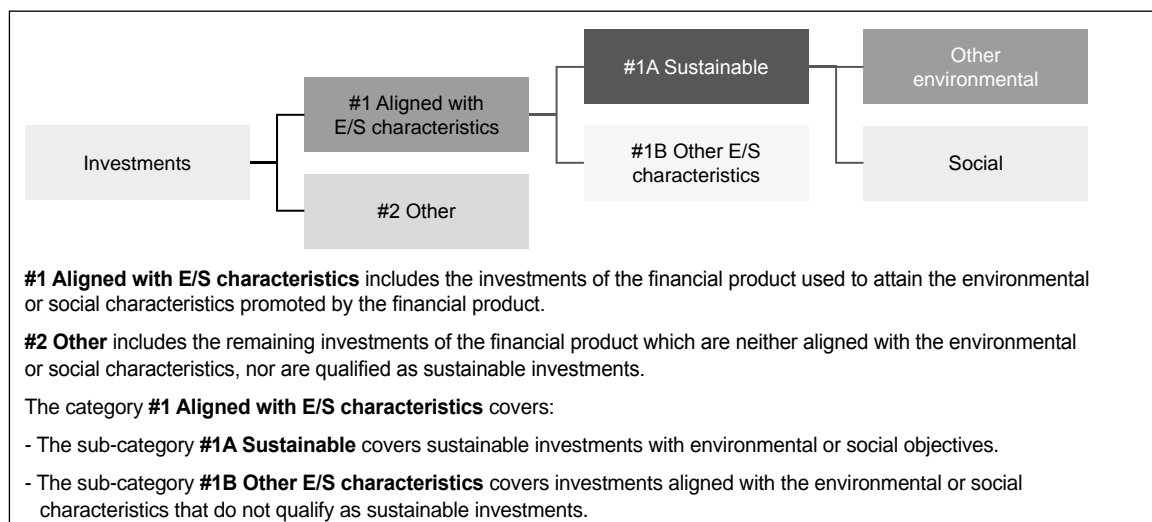 Investments
#1 Aligned with
E/S characteristics
#2 Other
#1A Sustainable
#1B Other E/S
characteristics
Other
environmental
Social
#1 Aligned with E/S characteristics includes the investments of the financial product used to attain the environmental
or social characteristics promoted by the financial product.
#2 Other includes the remaining investments of the financial product which are neither aligned with the environmental
or social characteristics, nor are qualified as sustainable investments.
The category #1 Aligned with E/S characteristics covers:
- The sub-category #1A Sustainable covers sustainable investments with environmental or social objectives.
- The sub-category #1B Other E/S characteristics covers investments aligned with the environmental or social
characteristics that do not qualify as sustainable investments.